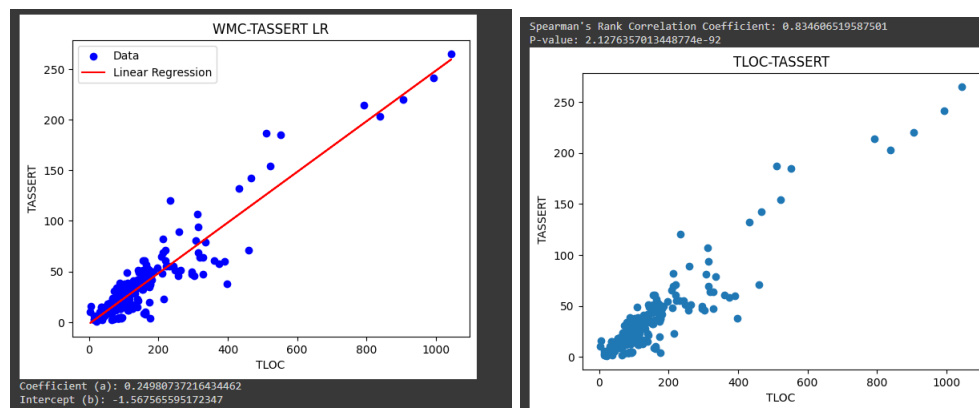 WMC-TASSERT LR
Data
Linear Regression
250
200
150
100
50
0
TASSERT
0
200
400
600
800
1000
TLOC
Coefficient (a): 0.24980737216434462
Intercept (b): -1.567565595172347
Spearman's Rank Correlation Coefficient: 0.834606519587501
P-value: 2.1276357013448774e-92
TLOC-TASSERT
250
200
150
100
50
0
TASSERT
0
200
400
600
800
1000
TLOC